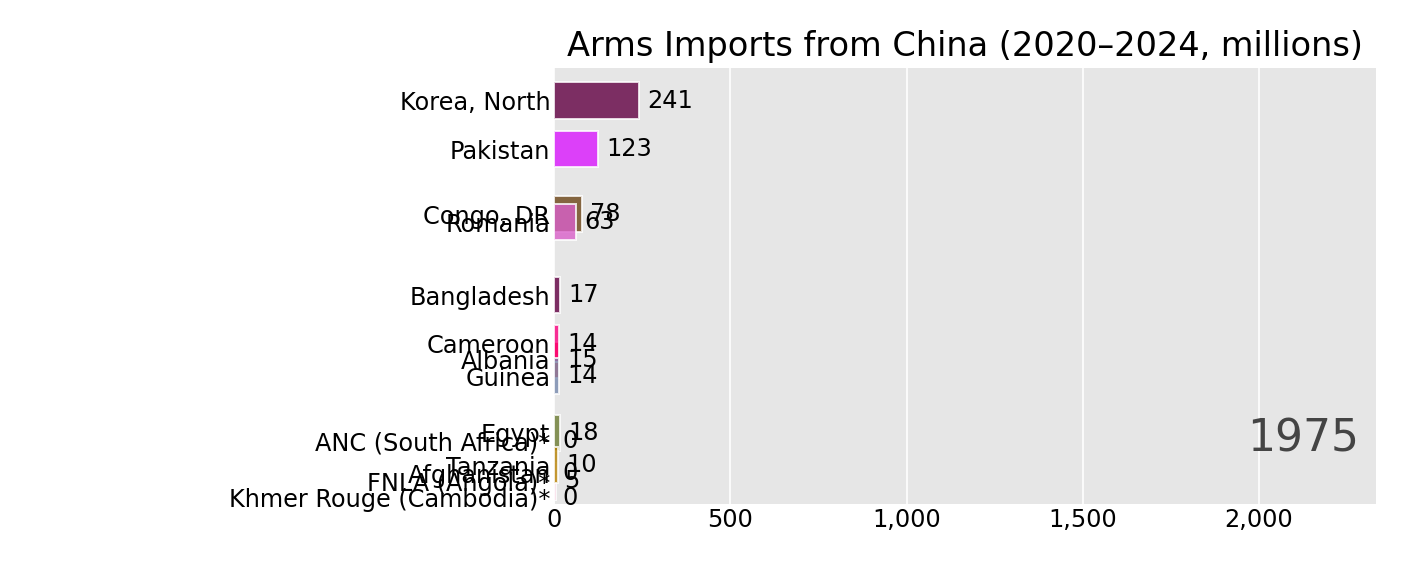 Arms Imports from China (2020–2024, millions)
Korea, North 241
Pakistan 123
Congo, DR 78
Romania 63
Bangladesh 17
Cameroon 14
Albania 15
Guinea 14
Egypt 18
ANC (South Africa)* 0
Tanzania 10
Afghanistan 0
FNLA (Angola)* 5
Khmer Rouge (Cambodia)* 0
1975
0 500 1,000 1,500 2,000